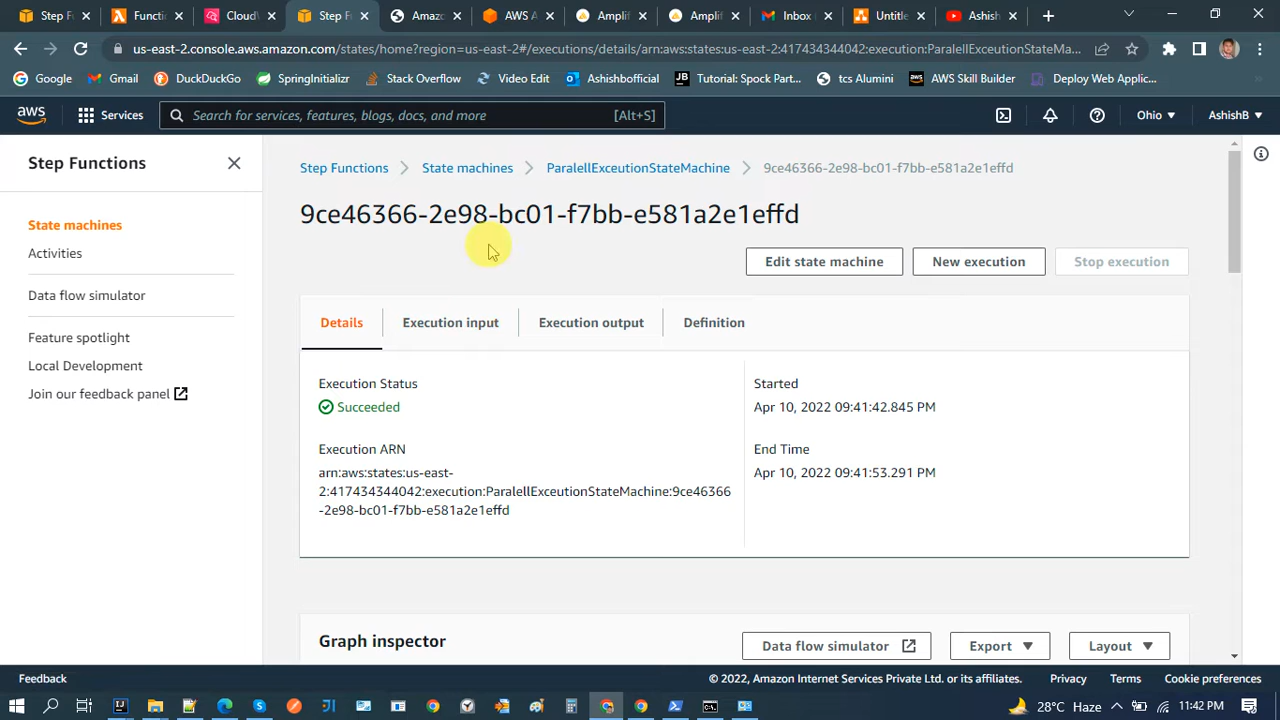 Step F
Functi
CloudV
Step F
Amazo
AWS A
Amplif
Amplif
Inbox
Untitle
Ashish
us-east-2.console.aws.amazon.com/states/home?region=us-east-2#/executions/details/arn:aws:states:us-east-2:417434344042:execution:ParalellExceutionStateMa...
Google
Gmail
DuckDuckGo
SpringInitializr
Stack Overflow
Video Edit
Ashishbofficial
Tutorial: Spock Par...
tcs Alumini
AWS Skill Builder
Deploy Web Applic...
aws
Services
Search for services, features, blogs, docs, and more
[Alt+S]
Ohio
AshishB
Step Functions
State machines
Activities
Data flow simulator
Feature spotlight
Local Development
Join our feedback panel
Step Functions
State machines
ParalellExceutionStateMachine
9ce46366-2e98-bc01-f7bb-e581a2e1effd
9ce46366-2e98-bc01-f7bb-e581a2e1effd
Edit state machine
New execution
Stop execution
Details
Execution input
Execution output
Definition
Execution Status
Succeeded
Execution ARN
arn:aws:states:us-east-
2:417434344042:execution:ParalellExceutionStateMachine:9ce46366
-2e98-bc01-f7bb-e581a2e1effd
Started
Apr 10, 2022 09:41:42.845 PM
End Time
Apr 10, 2022 09:41:53.291 PM
Graph inspector
Data flow simulator
Export
Layout
Feedback
© 2022, Amazon Internet Services Private Ltd. or its affiliates.
Privacy
Terms
Cookie preferences
28°C Haze
11:42 PM